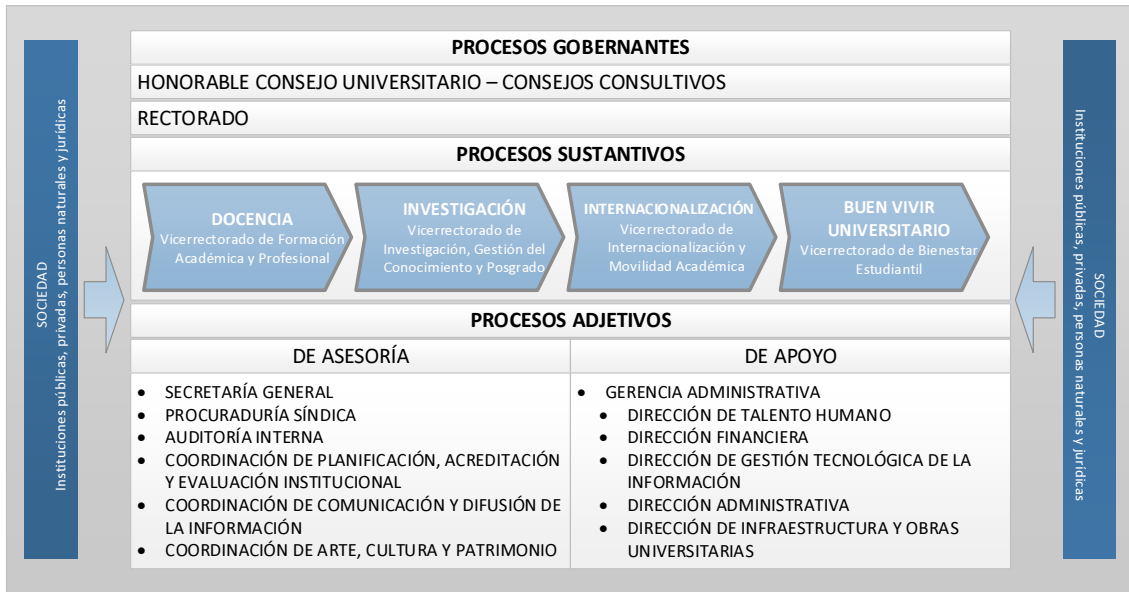 SOCIEDAD
Instituciones públicas, privadas, personas naturales y jurídicas
PROCESOS GOBERNANTES
HONORABLE CONSEJO UNIVERSITARIO – CONSEJOS CONSULTIVOS
RECTORADO
PROCESOS SUSTANTIVOS
DOCENCIA
Vicerrectorado de Formación
Académica y Profesional
INVESTIGACIÓN
Vicerrectorado de
Investigación, Gestión del
Conocimiento y Posgrado
INTERNACIONALIZACIÓN
Vicerrectorado de
Internacionalización y
Movilidad Académica
BUEN VIVIR
UNIVERSITARIO
Vicerrectorado de Bienestar
Estudiantil
PROCESOS ADJETIVOS
DE ASESORÍA
• SECRETARÍA GENERAL
• PROCURADURÍA SÍNDICA
• AUDITORÍA INTERNA
• COORDINACIÓN DE PLANIFICACIÓN, ACREDITACIÓN
Y EVALUACIÓN INSTITUCIONAL
• COORDINACIÓN DE COMUNICACIÓN Y DIFUSIÓN DE
LA INFORMACIÓN
• COORDINACIÓN DE ARTE, CULTURA Y PATRIMONIO
DE APOYO
• GERENCIA ADMINISTRATIVA
• DIRECCIÓN DE TALENTO HUMANO
• DIRECCIÓN FINANCIERA
• DIRECCIÓN DE GESTIÓN TECNOLÓGICA DE LA
INFORMACIÓN
• DIRECCIÓN ADMINISTRATIVA
• DIRECCIÓN DE INFRAESTRUCTURA Y OBRAS
UNIVERSITARIAS
SOCIEDAD
Instituciones públicas, privadas, personas naturales y jurídicas